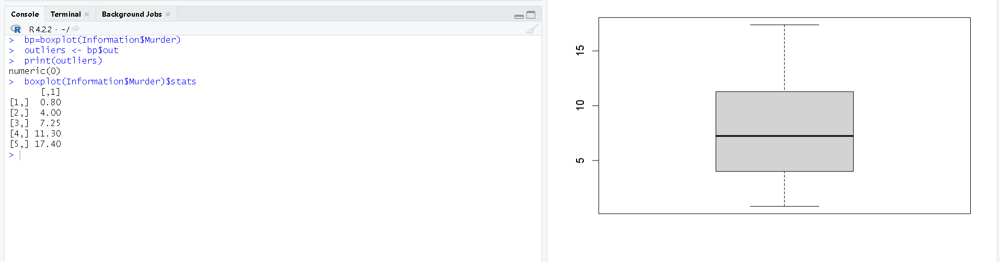 Console Terminal Background Jobs
R R 4.2.2 · ~/
> bp=boxplot(Information$Murder)
> outliers <- bp$out
> print(outliers)
numeric(0)
> boxplot(Information$Murder)$stats
[,1]
[1,] 0.80
[2,] 4.00
[3,] 7.25
[4,] 11.30
[5,] 17.40
>
15
10
5